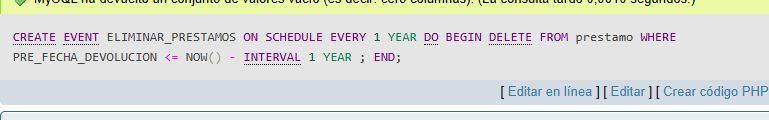 MySQL ha devuelto un conjunto de valores vacío (es decir: cero columnas). (La consulta tardó 0,0010 segundos.)
CREATE EVENT ELIMINAR_PRESTAMOS ON SCHEDULE EVERY 1 YEAR DO BEGIN DELETE FROM prestamo WHERE
PRE_FECHA_DEVOLUCION <= NOW() - INTERVAL 1 YEAR ; END;
[ Editar en línea ] [ Editar ] [ Crear código PHP